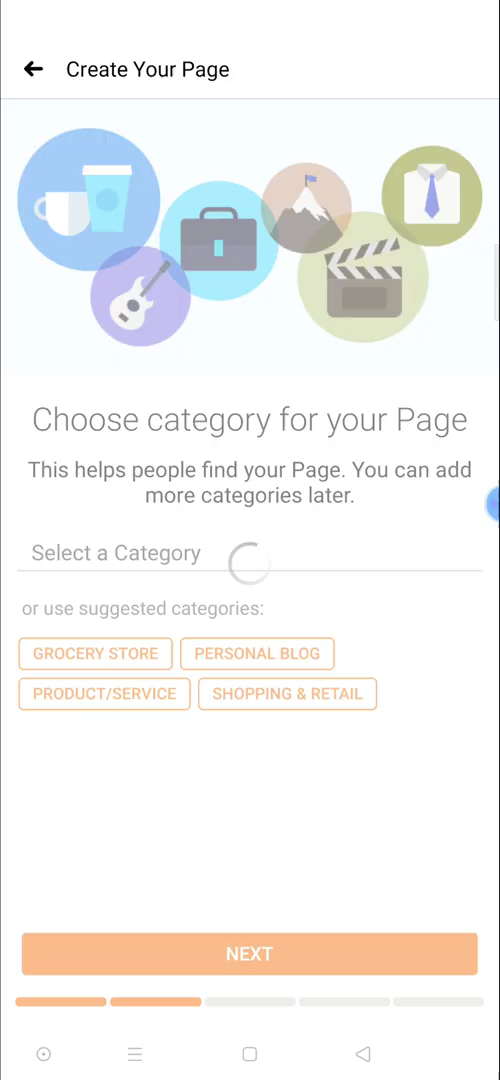 Create Your Page
Choose category for your Page
This helps people find your Page. You can add
more categories later.
Select a Category
or use suggested categories:
GROCERY STORE PERSONAL BLOG
PRODUCT/SERVICE SHOPPING & RETAIL
NEXT